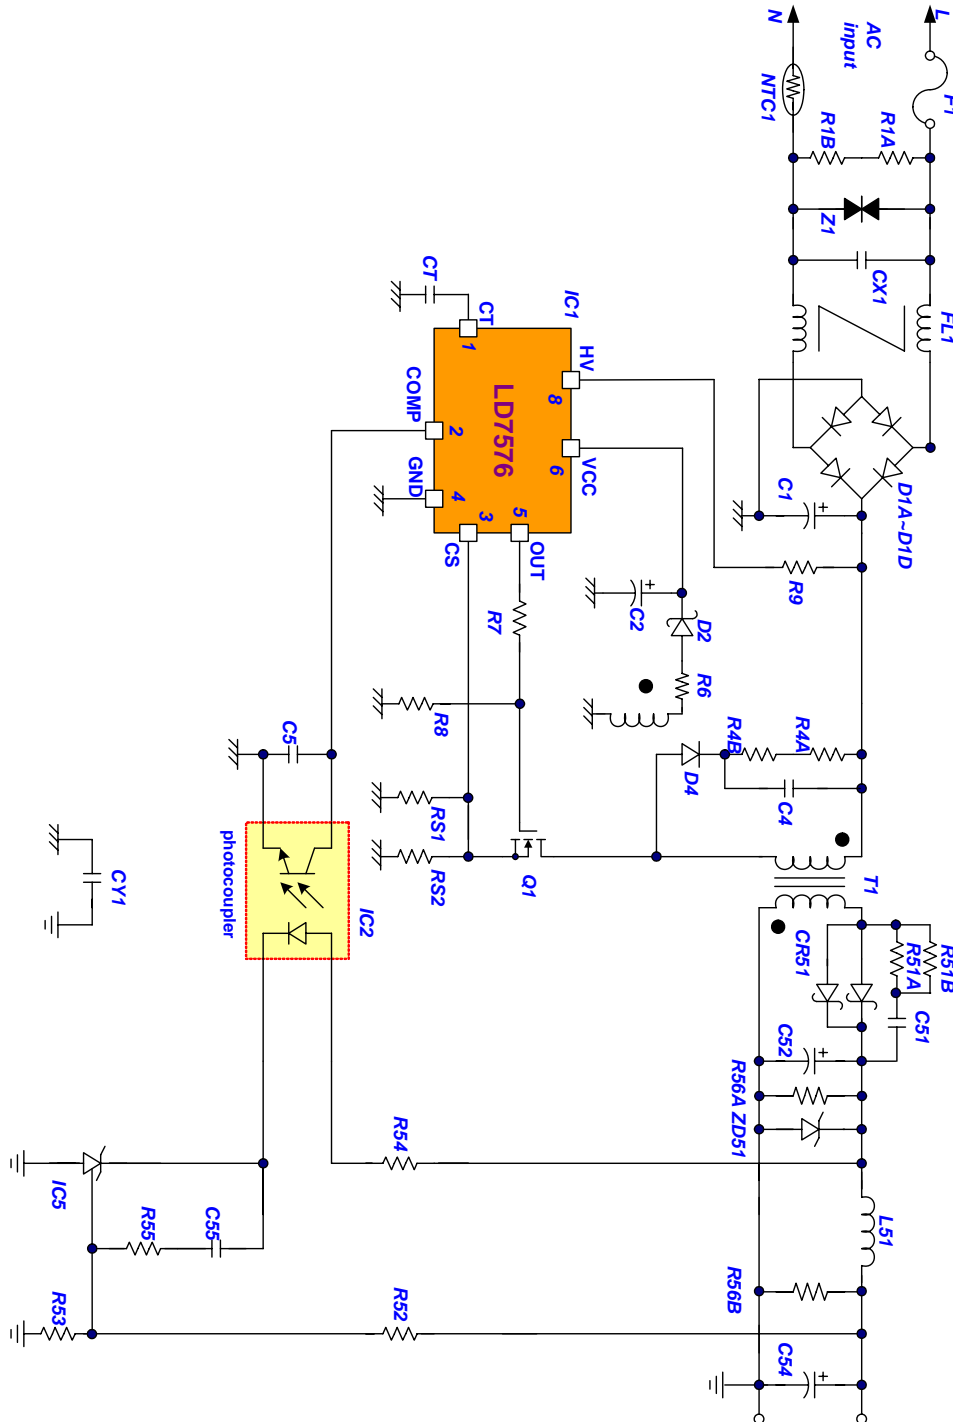 L
N
AC
input
F1
NTC1
R1A
R1B
Z1
CX1
FL1
D1A~D1D
C1
R9
R4A
R4B
C4
D4
T1
R51B
R51A
C51
CR51
C52
R56A
ZD51
L51
R56B
C54
IC1
CT
CT
1
HV
8
LD7576
COMP
2
VCC
6
GND
4
3
CS
5
OUT
R7
C2
D2
R6
R8
RS1
RS2
Q1
C5
photocoupler
IC2
CY1
R54
IC5
R55
C55
R53
R52